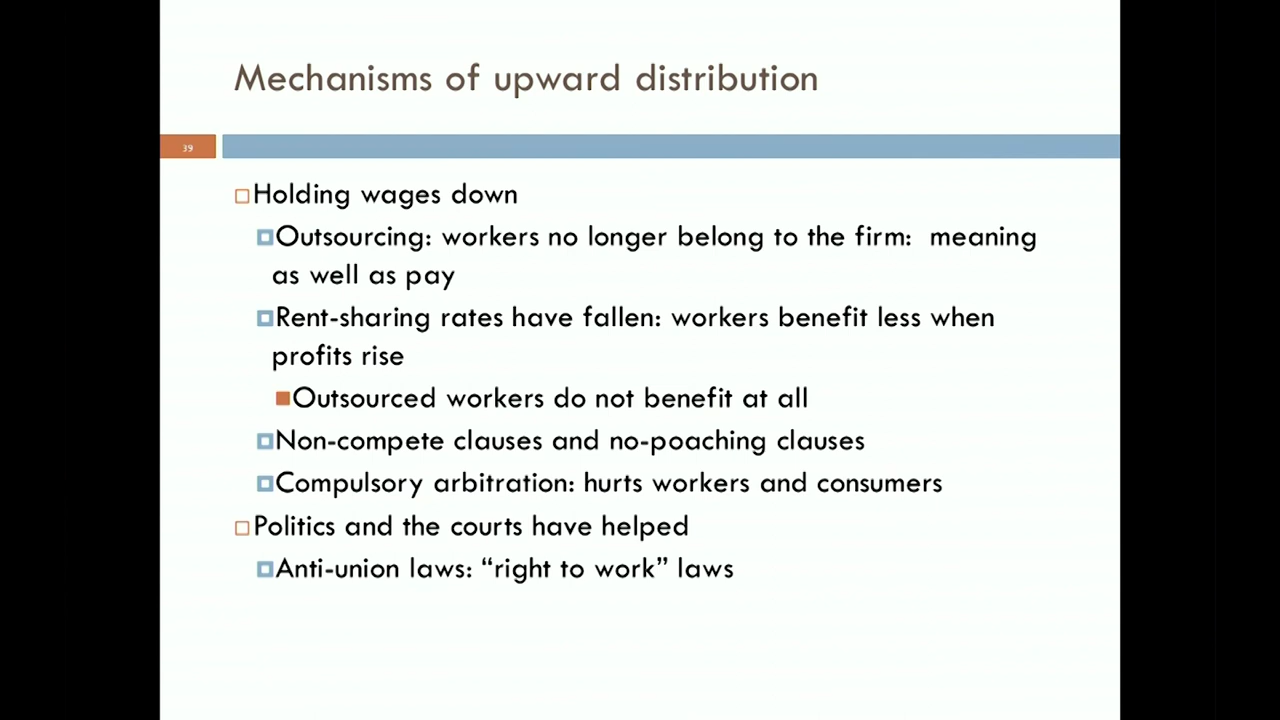 Mechanisms of upward distribution
39
Holding wages down
Outsourcing: workers no longer belong to the firm:  meaning
as well as pay
Rent-sharing rates have fallen: workers benefit less when
profits rise
Outsourced workers do not benefit at all
Non-compete clauses and no-poaching clauses
Compulsory arbitration: hurts workers and consumers
Politics and the courts have helped
Anti-union laws: “right to work” laws